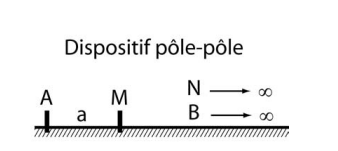 Dispositif pôle-pôle
A M N → ∞
a B → ∞